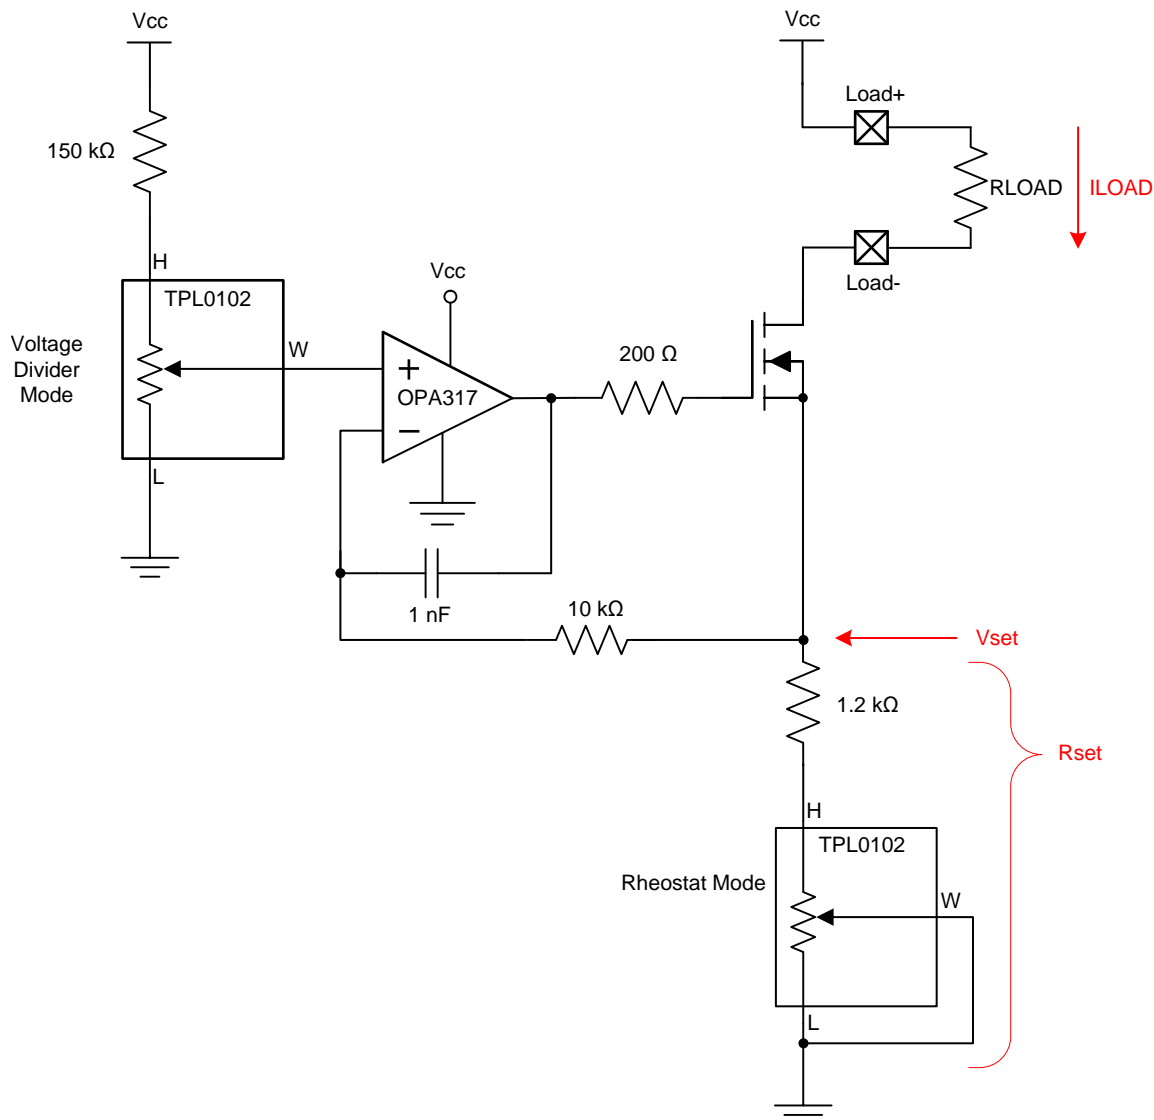 Vcc
Vcc
Load+
150 kΩ
RLOAD
ILOAD
H
Vcc
Load-
TPL0102
Voltage
Divider
Mode
W
200 Ω
+
OPA317
−
L
1 nF
10 kΩ
Vset
1.2 kΩ
Rset
H
TPL0102
Rheostat Mode
W
L